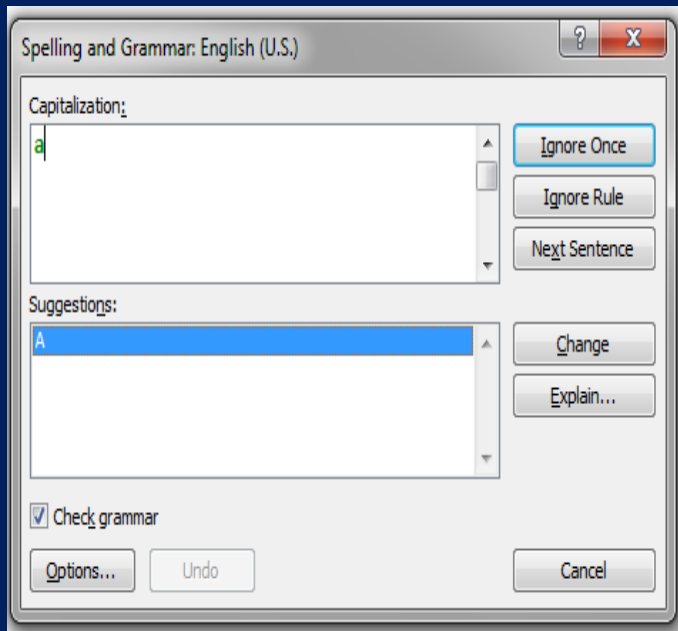 Spelling and Grammar: English (U.S.)
?
X
Capitalization:
a
Ignore Once
Ignore Rule
Next Sentence
Suggestions:
A
Change
Explain...
Check grammar
Options...
Undo
Cancel